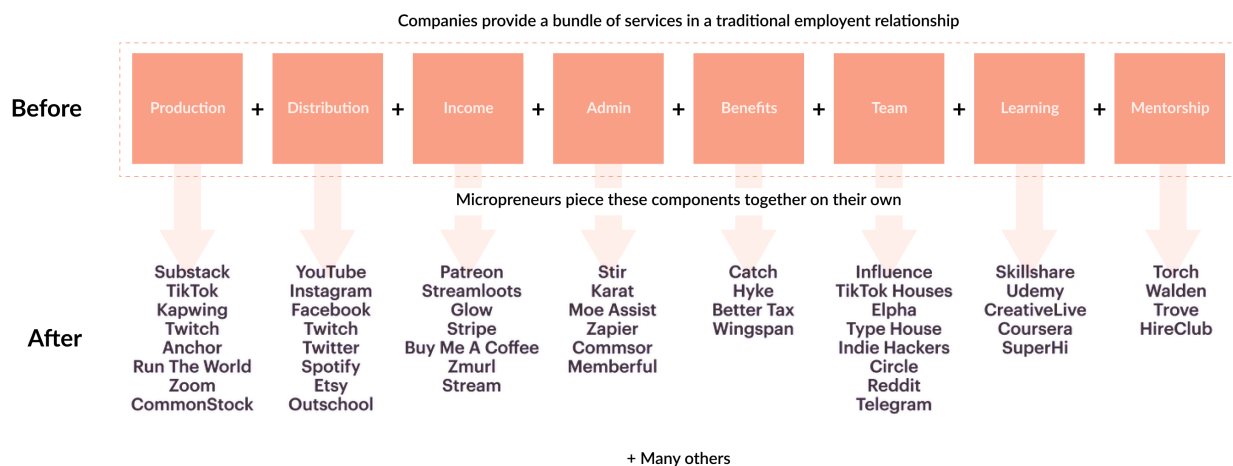 Companies provide a bundle of services in a traditional employent relationship
Before
Production + Distribution + Income + Admin + Benefits + Team + Learning + Mentorship
Micropreneurs piece these components together on their own
After
Substack
TikTok
Kapwing
Twitch
Anchor
Run The World
Zoom
CommonStock
YouTube
Instagram
Facebook
Twitch
Twitter
Spotify
Etsy
Outschool
Patreon
Streamloots
Glow
Stripe
Buy Me A Coffee
Zmurl
Stream
Stir
Karat
Moe Assist
Zapier
Commsor
Memberful
Catch
Hyke
Better Tax
Wingspan
Influence
TikTok Houses
Elpha
Type House
Indie Hackers
Circle
Reddit
Telegram
Skillshare
Udemy
CreativeLive
Coursera
SuperHi
Torch
Walden
Trove
HireClub
+ Many others